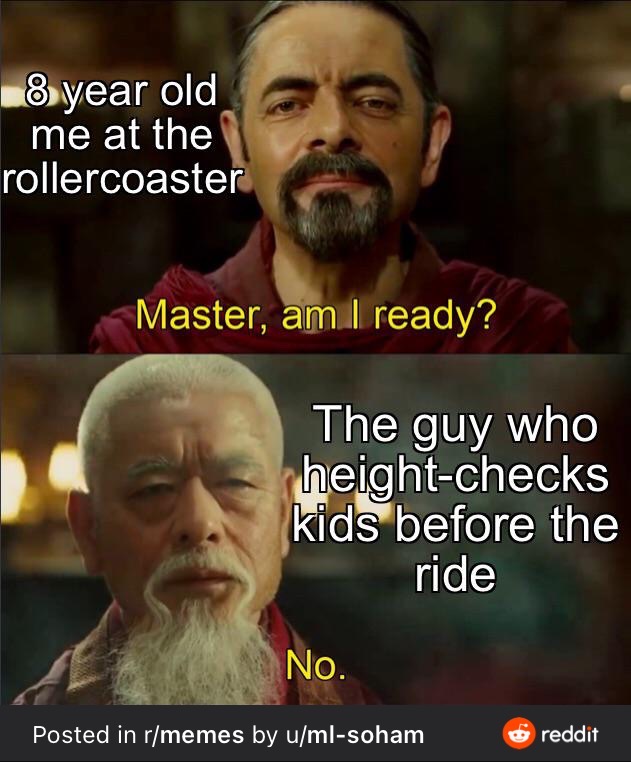 8 year old
me at the
rollercoaster
Master, am I ready?
The guy who
height-checks
kids before the
ride
No.
Posted in r/memes by u/ml-soham
reddit